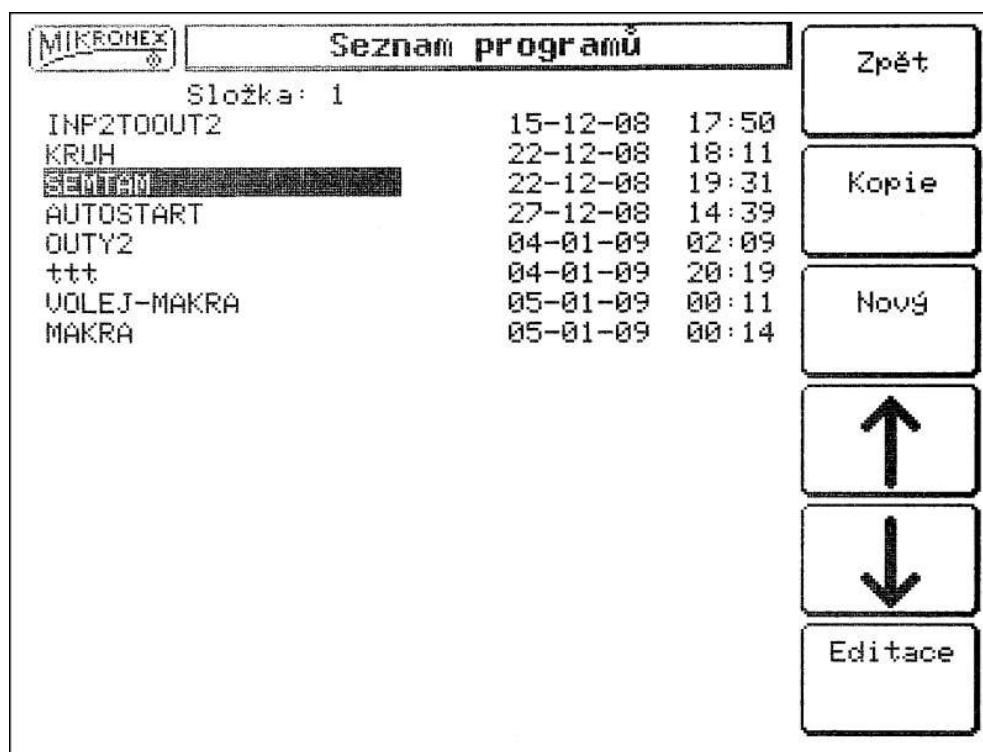 MIKRONEX ®
Seznam programů
Složka: 1
INP2TOOUT2 15-12-08 17:50
KRUH 22-12-08 18:11
SEMTAM 22-12-08 19:31
AUTOSTART 27-12-08 14:39
OUTY2 04-01-09 02:09
ttt 04-01-09 20:19
VOLEJ-MAKRA 05-01-09 00:11
MAKRA 05-01-09 00:14
Zpět
Kopie
Nový
Editace